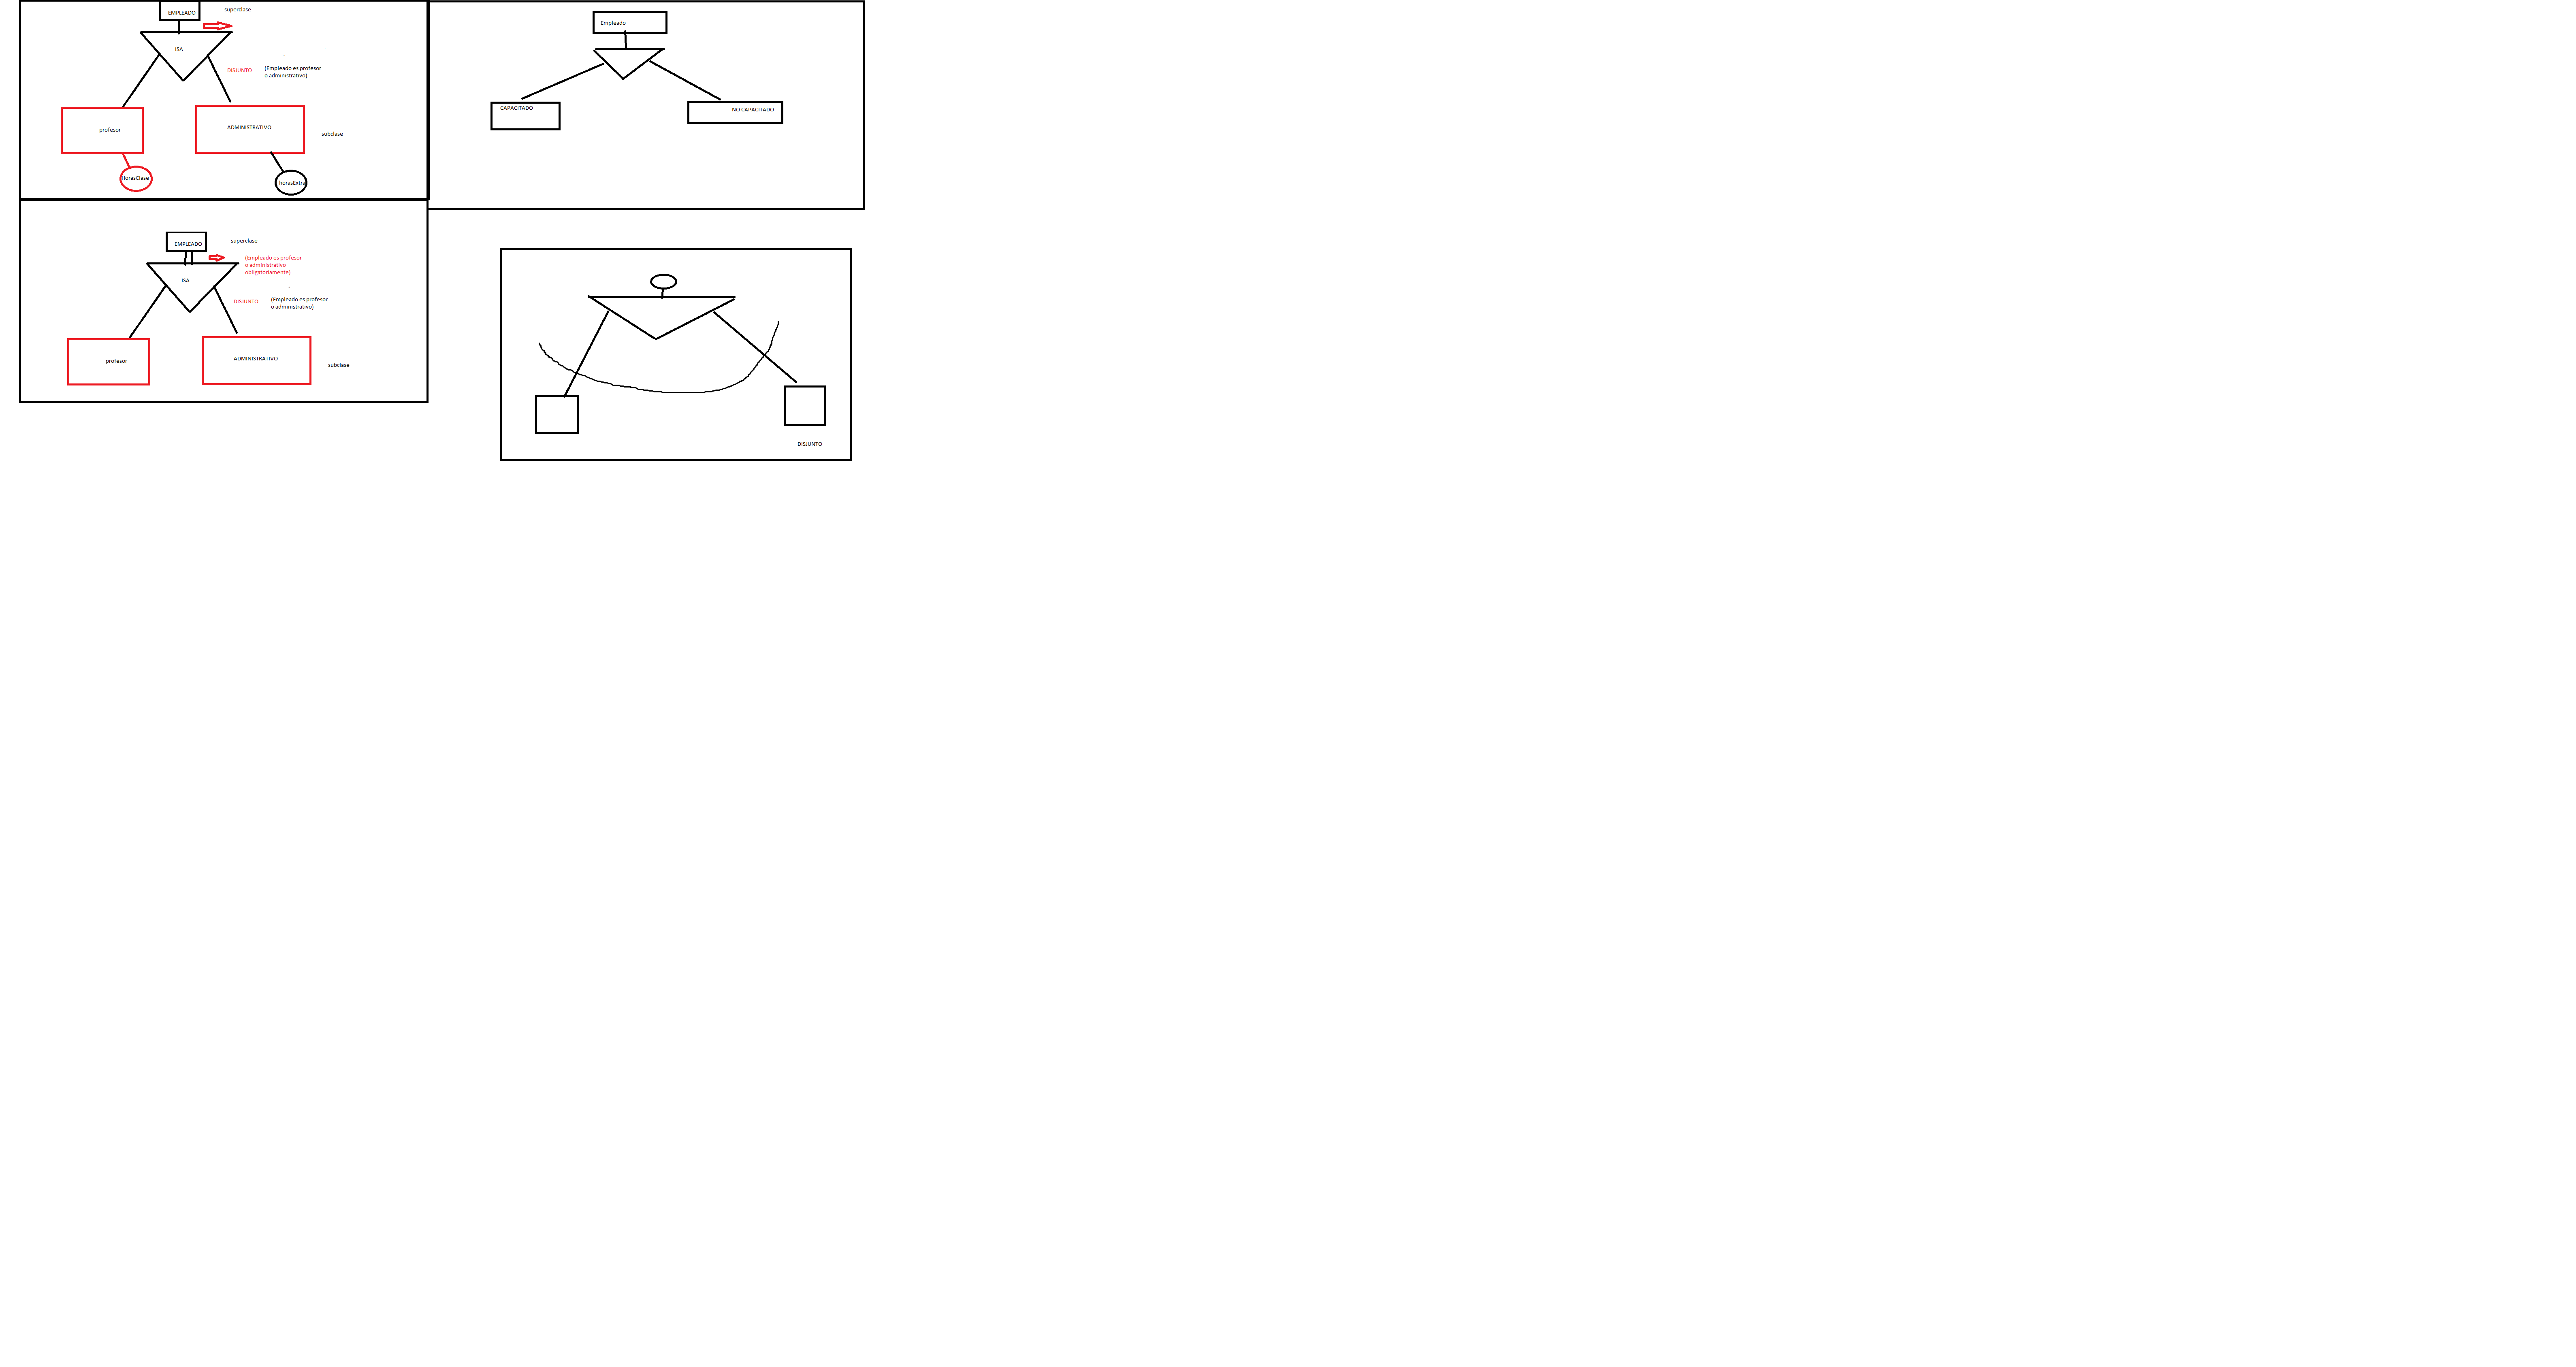 EMPLEADO
superclase
ISA
DISJUNTO
(Empleado es profesor
o administrativo)
profesor
ADMINISTRATIVO
subclase
HorasClase
horasExtra
Empleado
CAPACITADO
NO CAPACITADO
EMPLEADO
superclase
(Empleado es profesor
o administrativo
obligatoriamente)
ISA
DISJUNTO
(Empleado es profesor
o administrativo)
profesor
ADMINISTRATIVO
subclase
DISJUNTO